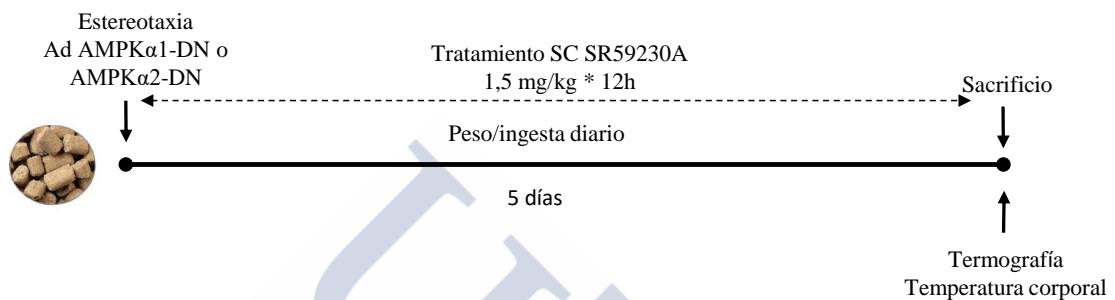 Estereotaxia
Ad AMPKα1-DN o
AMPKα2-DN
Tratamiento SC SR59230A
1,5 mg/kg * 12h
Sacrificio
Peso/ingesta diario
5 días
Termografía
Temperatura corporal